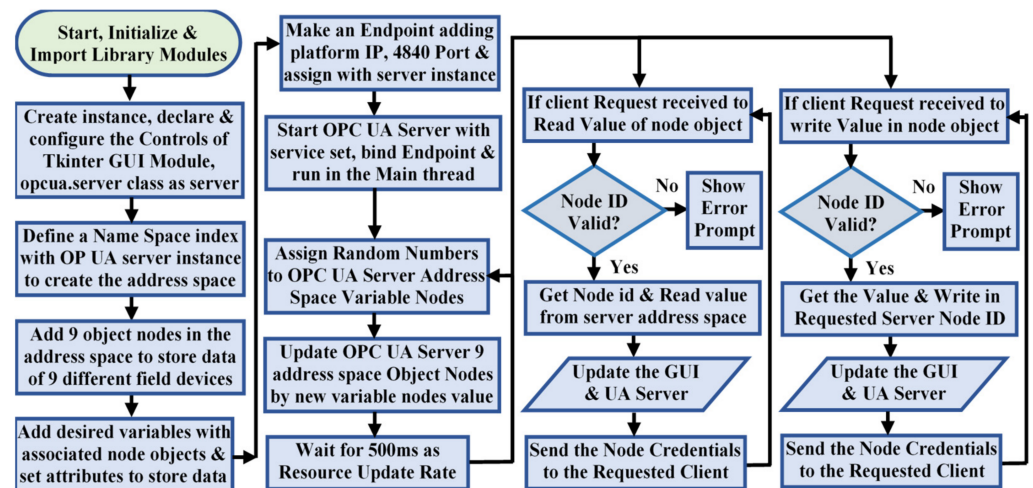 Start, Initialize &
Import Library Modules
Create instance, declare &
configure the Controls of
Tkinter GUI Module,
opcua.server class as server
Define a Name Space index
with OP UA server instance
to create the address space
Add 9 object nodes in the
address space to store data
of 9 different field devices
Add desired variables with
associated node objects &
set attributes to store data
Make an Endpoint adding
platform IP, 4840 Port &
assign with server instance
Start OPC UA Server with
service set, bind Endpoint &
run in the Main thread
Assign Random Numbers
to OPC UA Server Address
Space Variable Nodes
Update OPC UA Server 9
address space Object Nodes
by new variable nodes value
Wait for 500ms as
Resource Update Rate
If client Request received to
Read Value of node object
Node ID
Valid?
No
Show
Error
Prompt
Yes
Get Node id & Read value
from server address space
Update the GUI
& UA Server
Send the Node Credentials
to the Requested Client
If client Request received to
write Value in node object
Node ID
Valid?
No
Show
Error
Prompt
Yes
Get the Value & Write in
Requested Server Node ID
Update the GUI
& UA Server
Send the Node Credentials
to the Requested Client